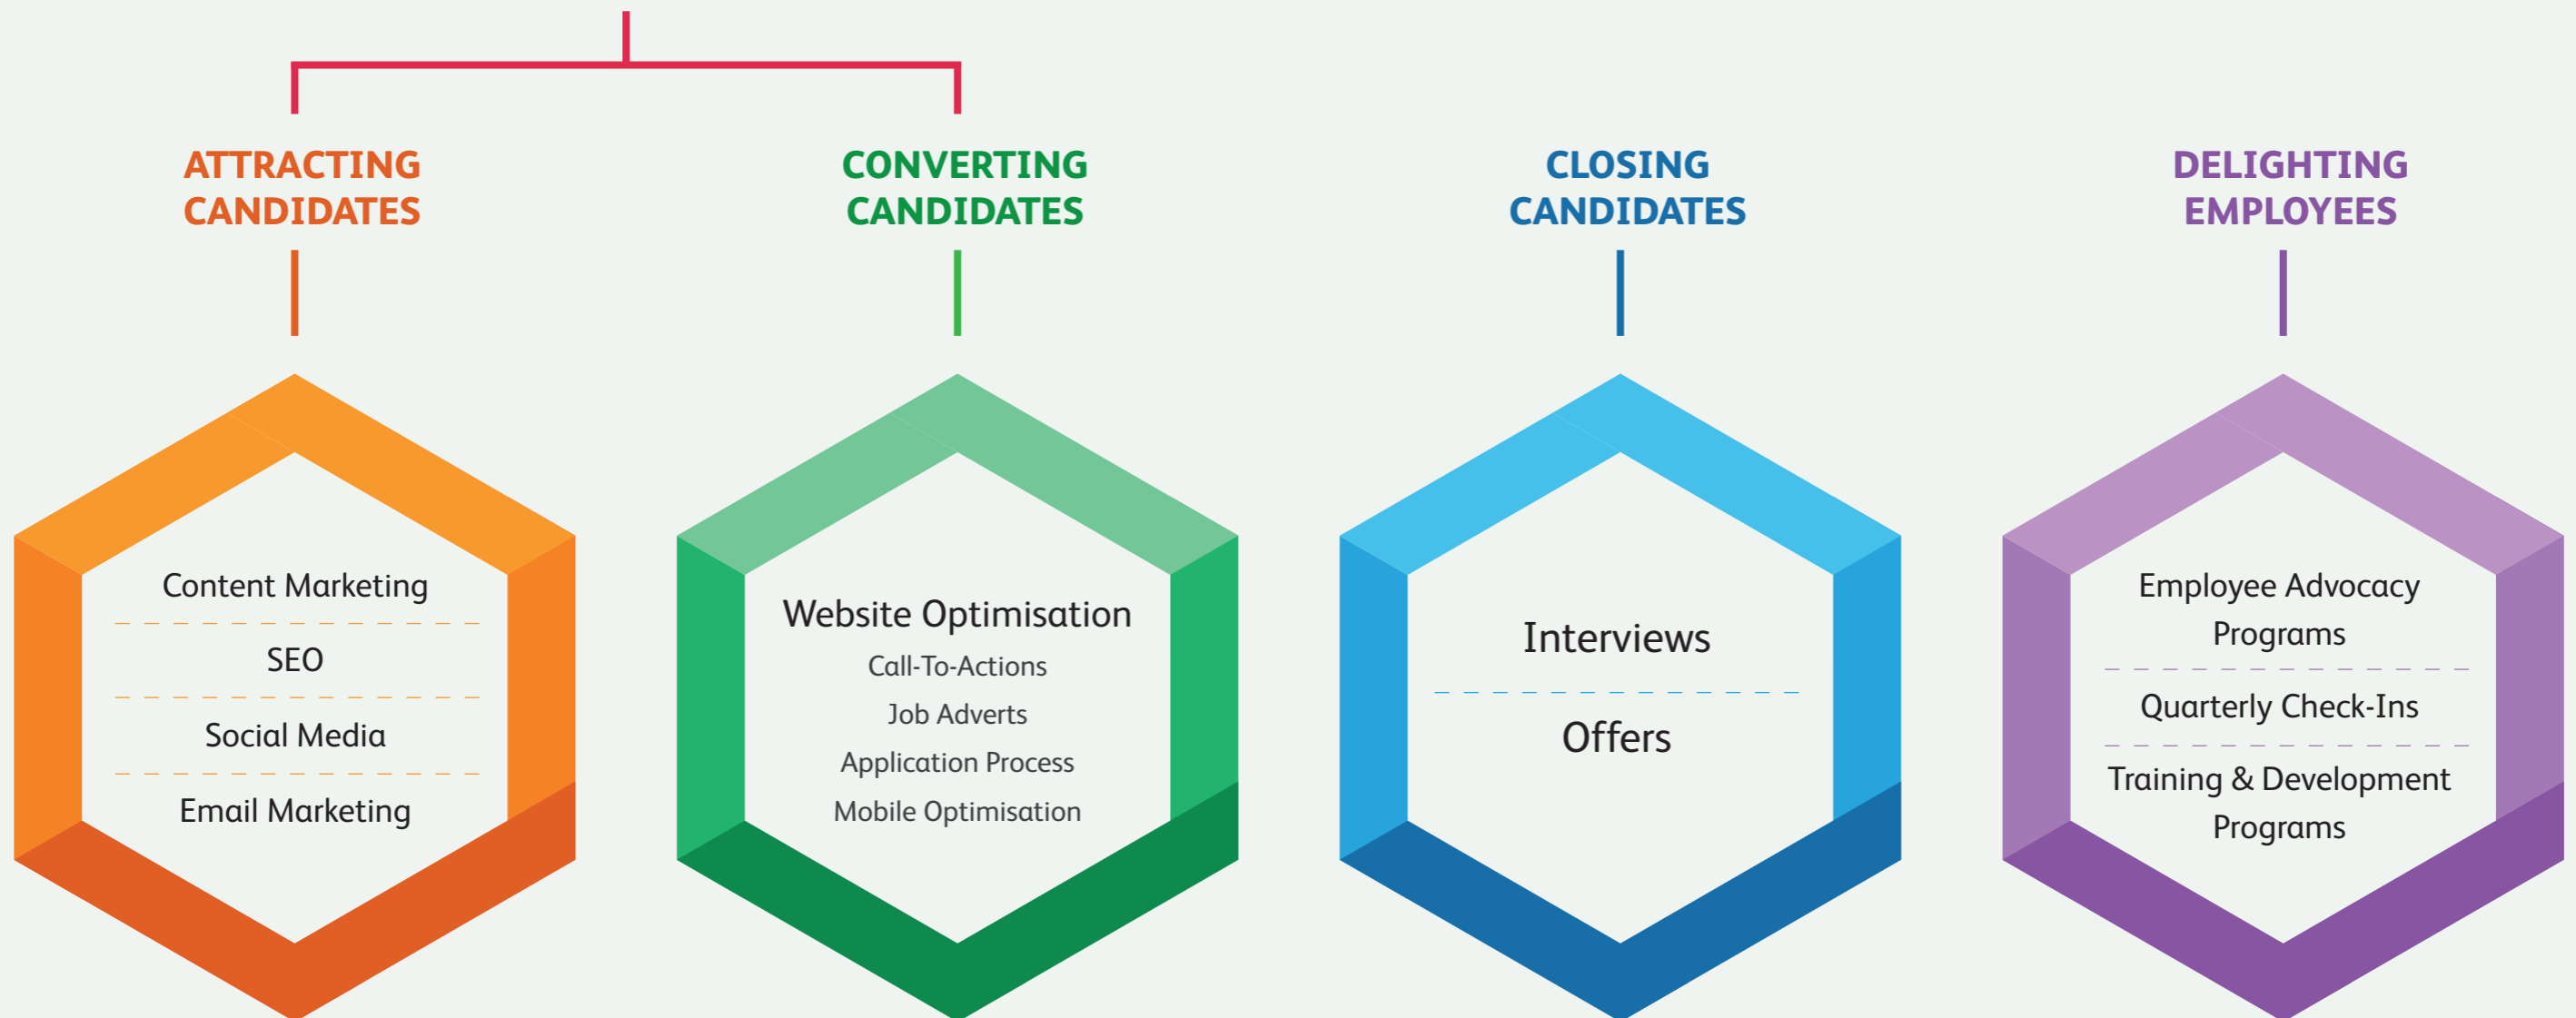 ATTRACTING
CANDIDATES
Content Marketing
SEO
Social Media
Email Marketing
CONVERTING
CANDIDATES
Website Optimisation
Call-To-Actions
Job Adverts
Application Process
Mobile Optimisation
CLOSING
CANDIDATES
Interviews
Offers
DELIGHTING
EMPLOYEES
Employee Advocacy
Programs
Quarterly Check-Ins
Training & Development
Programs